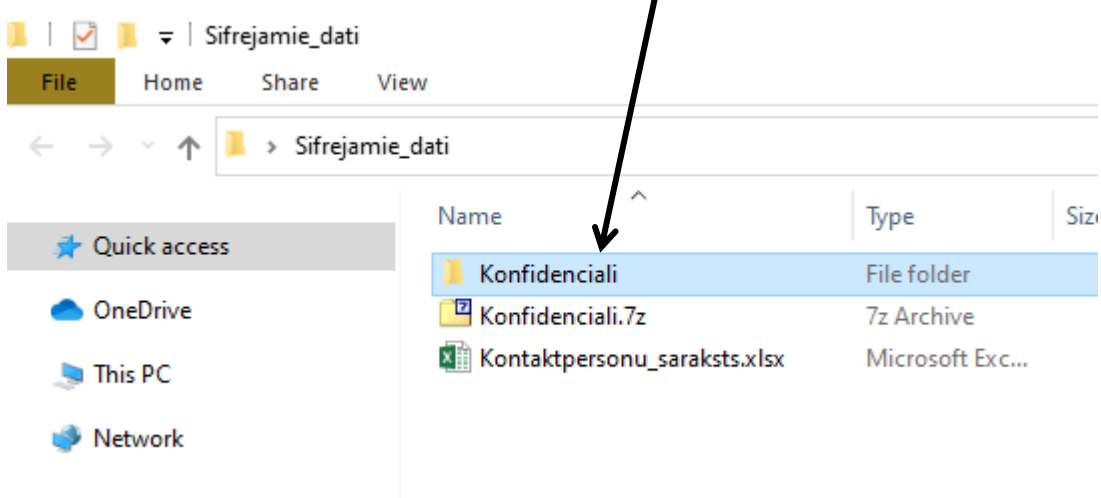 Sifrejamie_dati
File Home Share View
Sifrejamie_dati
Name Type Size
Quick access
Konfidenciali File folder
OneDrive
Konfidenciali.7z 7z Archive
Kontaktpersonu_saraksts.xlsx Microsoft Exc...
This PC
Network